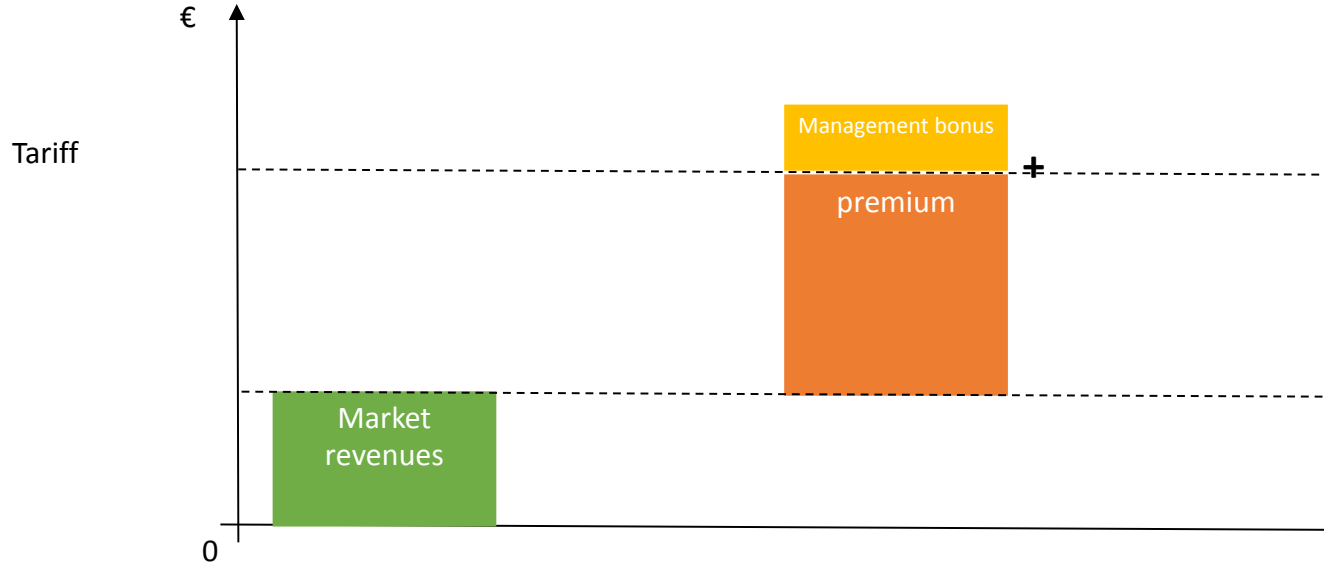 €
Management bonus
Tariff
+
premium
Market
revenues
0